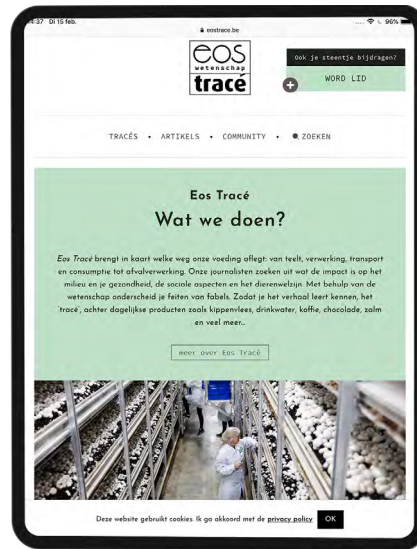 4:37 Di 15 feb.
96%
eostrace.be
eos
wetenschap
tracé
Ook je steentje bijdragen?
WORD LID
TRACÉS • ARTIKELS • COMMUNITY • ZOEKEN
Eos Tracé
Wat we doen?
Eos Tracé brengt in kaart welke weg onze voeding aflegt: van teelt, verwerking, transport
en consumptie tot afvalverwerking. Onze journalisten zoeken uit wat de impact is op het
milieu en je gezondheid, de sociale aspecten en het dierenwelzijn. Met behulp van de
wetenschap onderscheid je feiten van fabels. Zodat je het verhaal leert kennen, het
'tracé', achter dagelijkse producten zoals kippenvlees, drinkwater, koffie, chocolade, zalm
en veel meer...
meer over Eos Tracé
Deze website gebruikt cookies. Ik ga akkoord met de privacy policy
OK